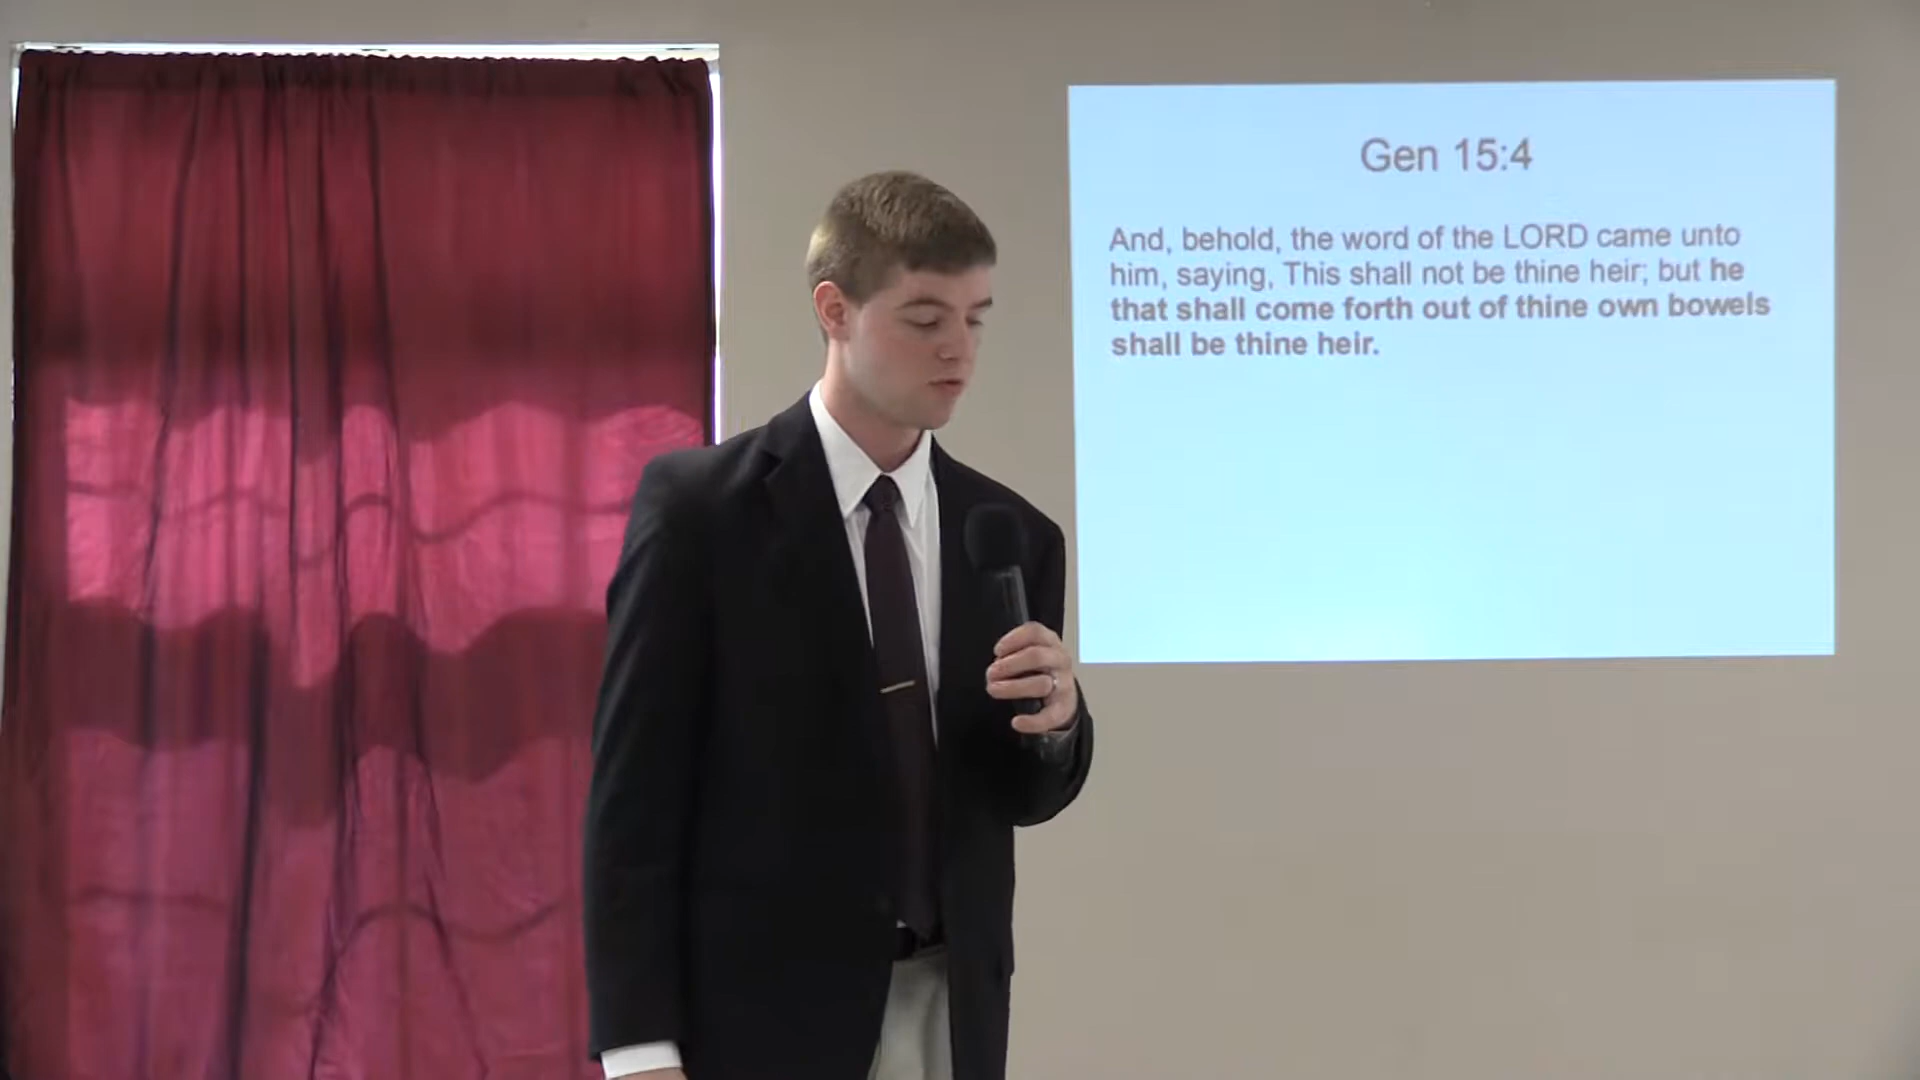 Gen 15:4
And, behold, the word of the LORD came unto
him, saying, This shall not be thine heir; but he
that shall come forth out of thine own bowels
shall be thine heir.